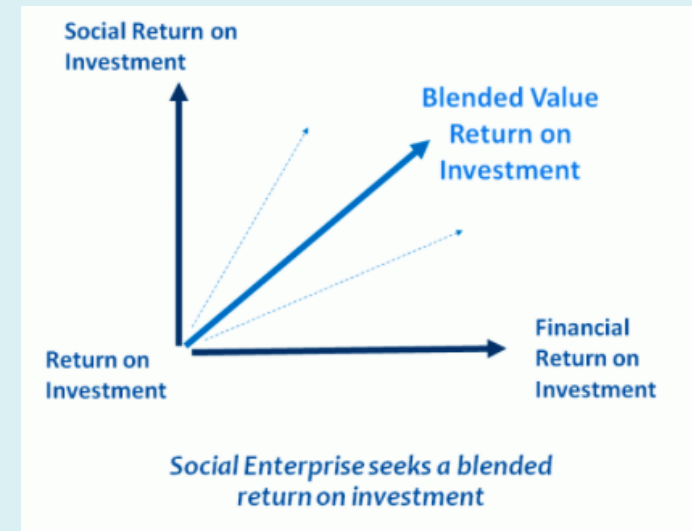 Social Return on
Investment
Blended Value
Return on
Investment
Financial
Return on
Investment
Return on
Investment
Social Enterprise seeks a blended
return on investment